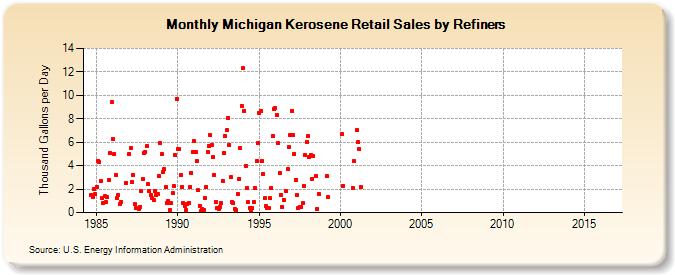 Monthly Michigan Kerosene Retail Sales by Refiners
Thousand Gallons per Day
14
12
10
8
6
4
2
0
1985 1990 1995 2000 2005 2010 2015
Source: U.S. Energy Information Administration